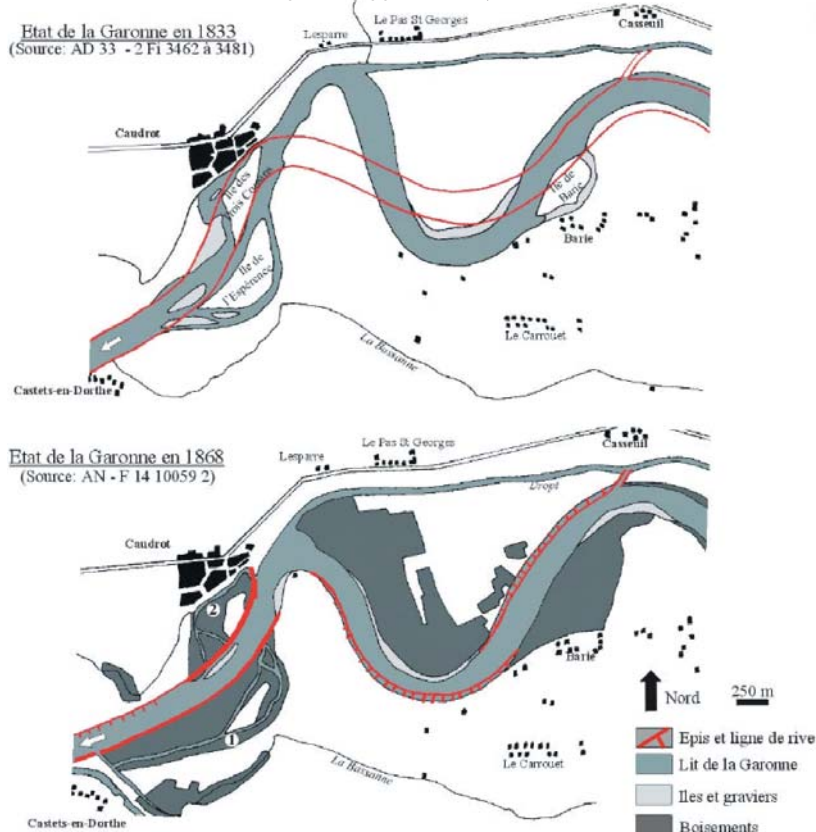 Etat de la Garonne en 1833
(Source: AD 33 - 2 Fi 3462 à 3481)
Lesparre
Le Pas St Georges
Casseuil
Caudrot
Ile des
Trois Cousins
Ile de
l'Espérence
Ile de
Barie
Barie
Le Carrouet
La Bassanne
Castets-en-Dorthe
Etat de la Garonne en 1868
(Source: AN - F 14 10059 2)
Lesparre
Le Pas St Georges
Casseuil
Dropt
Caudrot
2
Barie
1
Nord
250 m
Le Carrouet
La Bassanne
Castets-en-Dorthe
Epis et ligne de rive
Lit de la Garonne
Iles et graviers
Boisements